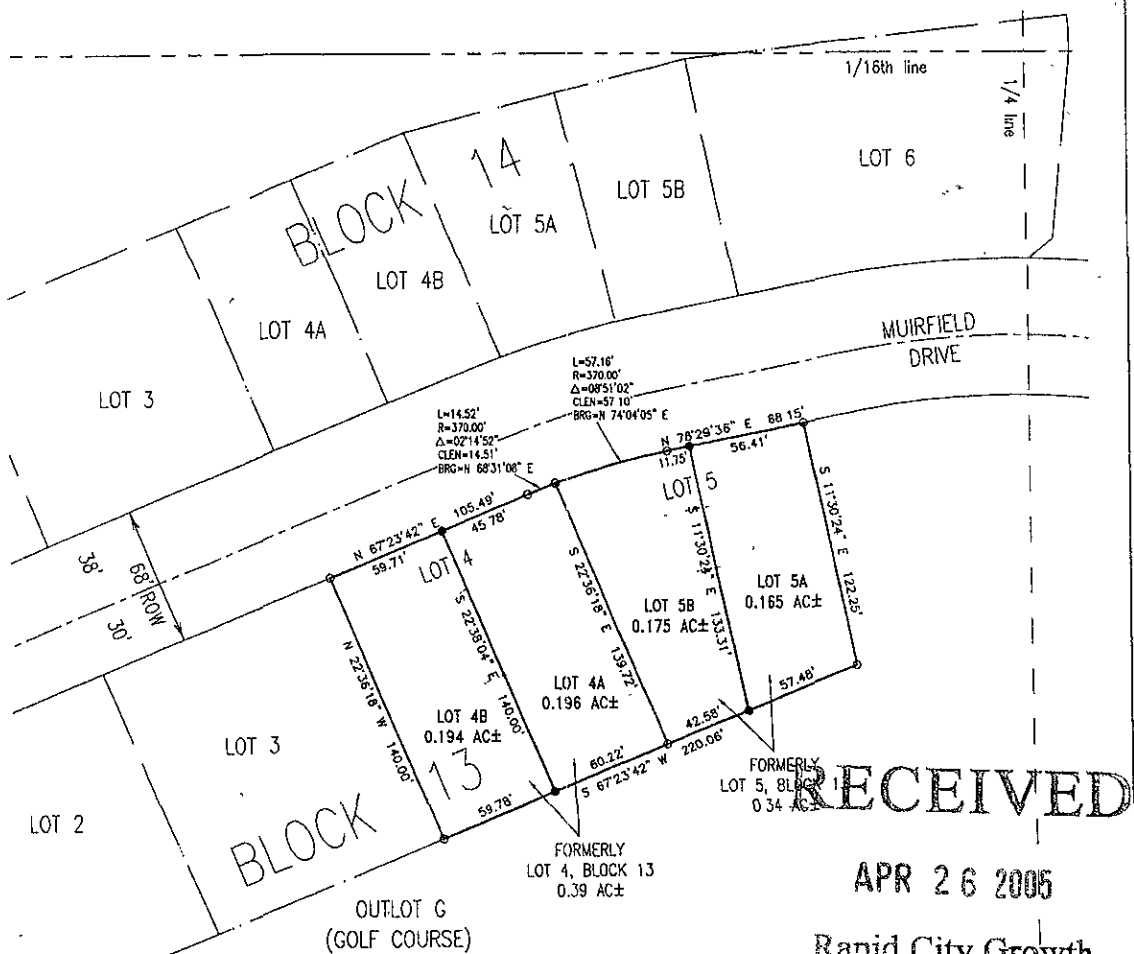 1/16th line
1/4 line
BLOCK 14
LOT 6
LOT 5B
LOT 5A
LOT 4B
LOT 4A
LOT 3
MUIRFIELD
DRIVE
L=57.16'
R=370.00'
Δ=08°51'02"
CLEN=57 10'
BRG=N 74°04'05" E
L=14.52'
R=370.00'
Δ=02°14'52"
CLEN=14.51'
BRG=N 68°31'08" E
N 78°29'36" E 68 15'
11.75'
56.41'
N 67°23'42" E 105.49'
59.71'
45 78'
38'
68' ROW
30'
LOT 4
LOT 5
N 22°36'18" W 140.00'
S 22°38'04" E 140.00'
S 22°36'18" E 139.72'
S 11°30'24" E 133.31'
S 11°30'24" E 122.25'
LOT 5A
0.165 AC±
LOT 5B
0.175 AC±
LOT 4A
0.196 AC±
LOT 4B
0.194 AC±
59.78'
60.22'
42.58'
57.48'
S 67°23'42" W 220.06'
LOT 3
LOT 2
BLOCK 13
FORMERLY
LOT 5, BLOCK 1
0 34 AC±
FORMERLY
LOT 4, BLOCK 13
0.39 AC±
OUTLOT G
(GOLF COURSE)
RECEIVED
APR 26 2005
Rapid City Growth